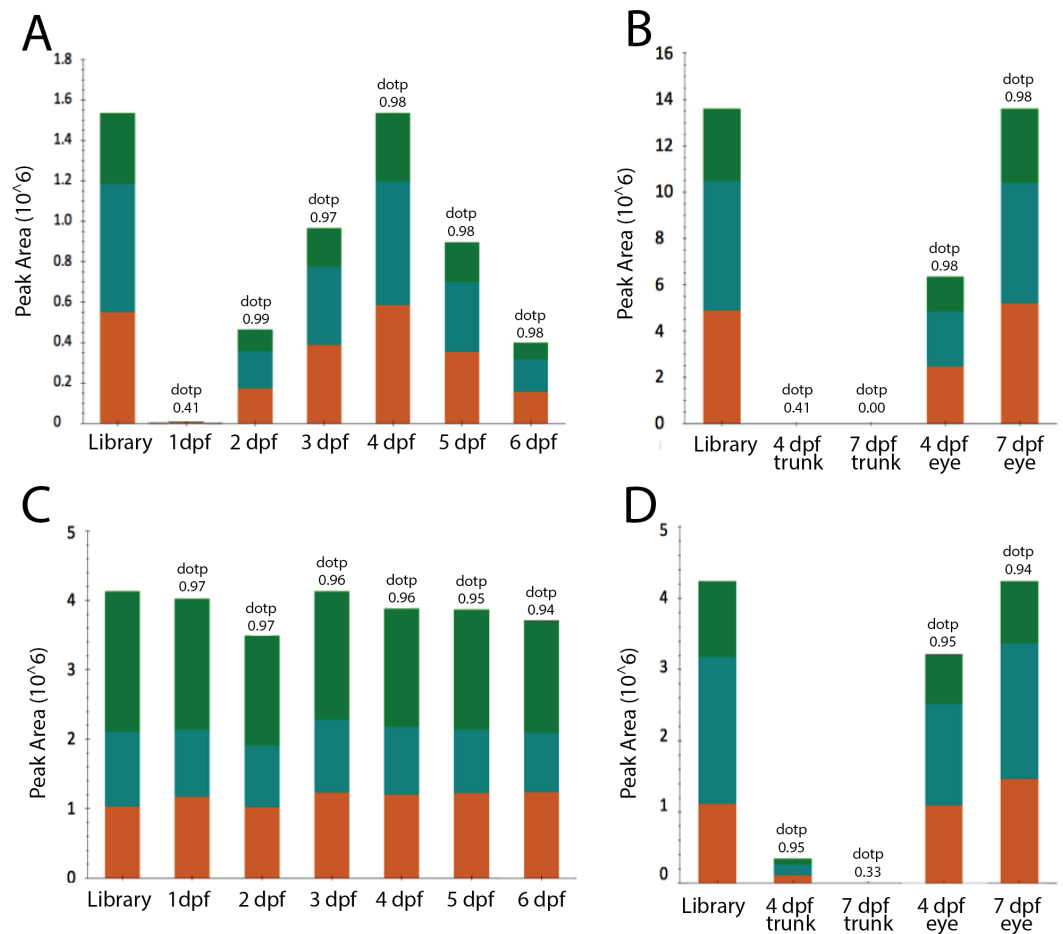 A
Peak Area (10^6)
1.8
1.6
1.4
1.2
1.0
0.8
0.6
0.4
0.2
0
dotp
0.41
dotp
0.99
dotp
0.97
dotp
0.98
dotp
0.98
dotp
0.98
Library
1dpf
2 dpf
3 dpf
4 dpf
5 dpf
6 dpf
B
Peak Area (10^6)
16
14
12
10
8
6
4
2
0
dotp
0.41
dotp
0.00
dotp
0.98
dotp
0.98
Library
4 dpf
trunk
7 dpf
trunk
4 dpf
eye
7 dpf
eye
C
Peak Area (10^6)
5
4
3
2
1
0
dotp
0.97
dotp
0.97
dotp
0.96
dotp
0.96
dotp
0.95
dotp
0.94
Library
1dpf
2 dpf
3 dpf
4 dpf
5 dpf
6 dpf
D
Peak Area (10^6)
5
4
3
2
1
0
dotp
0.95
dotp
0.33
dotp
0.95
dotp
0.94
Library
4 dpf
trunk
7 dpf
trunk
4 dpf
eye
7 dpf
eye